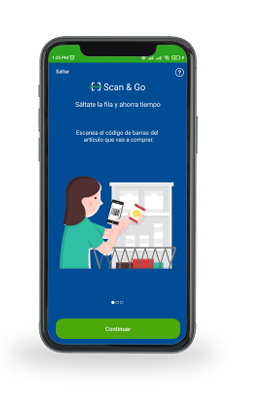 1:35 PM
Saltar
?
Scan & Go
Sáltate la fila y ahorra tiempo
Escanea el código de barras del
artículo que vas a comprar.
Continuar